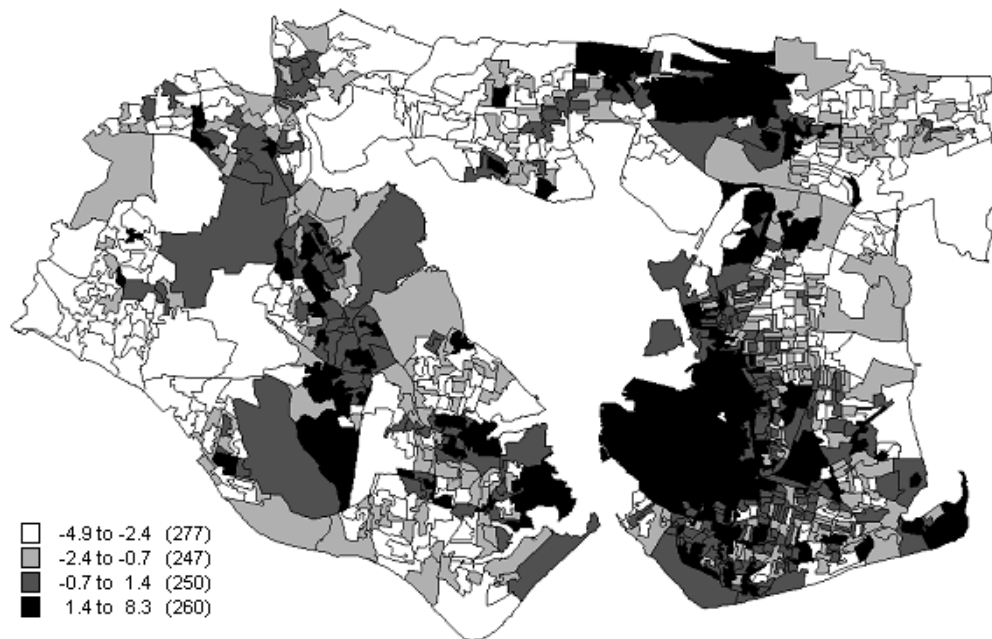 -4.9 to -2.4 (277)
-2.4 to -0.7 (247)
-0.7 to 1.4 (250)
1.4 to 8.3 (260)